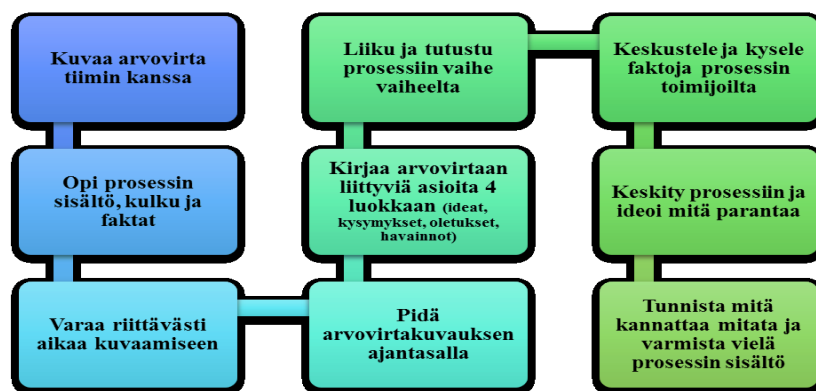 Kuvaa arvovirta
tiimin kanssa
Opi prosessin
sisältö, kulku ja
faktat
Varaa riittävästi
aikaa kuvaamiseen
Pidä
arvovirtakuvauksen
ajantasalla
Kirjaa arvovirtaan
liittyviä asioita 4
luokkaan (ideat,
kysymykset, oletukset,
havainnot)
Liiku ja tutustu
prosessiin vaihe
vaiheelta
Keskustele ja kysele
faktoja prosessin
toimijoilta
Keskity prosessiin ja
ideoi mitä parantaa
Tunnista mitä
kannattaa mitata ja
varmista vielä
prosessin sisältö